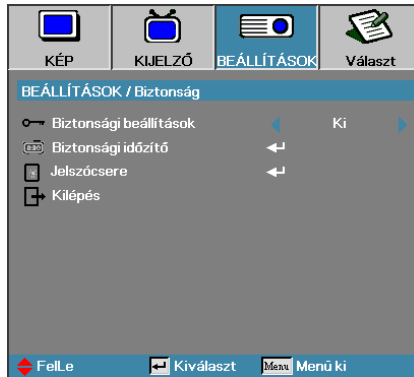 KÉP KIJELZŐ BEÁLLÍTÁSOK Választ
BEÁLLÍTÁSOK / Biztonság
Biztonsági beállítások Ki
Biztonsági időzítő
Jelszócsere
Kilépés
FelLe Kiválaszt Menu Menü ki